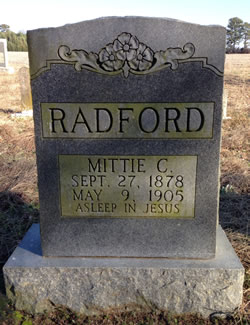 RADFORD
MITTIE C.
SEPT. 27, 1878
MAY 9, 1905
ASLEEP IN JESUS